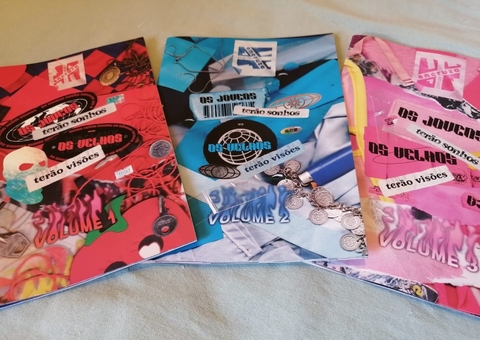 OS JOVENS
terão sonhos
OS VELHOS
terão visões
VOLUME 1
OS JOVENS
terão sonhos
OS VELHOS
terão visões
VOLUME 2
OS JOVENS
terão sonhos
OS VELHOS
terão visões
VOLUME 3